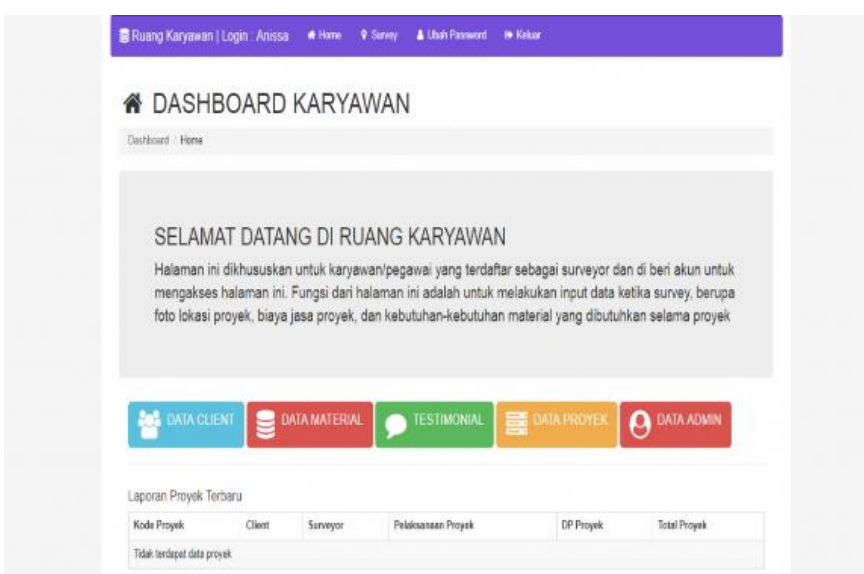 Ruang Karyawan | Login : Anissa Home Survey Ubah Password Keluar
DASHBOARD KARYAWAN
Dashboard / Home
SELAMAT DATANG DI RUANG KARYAWAN
Halaman ini dikhususkan untuk karyawan/pegawai yang terdaftar sebagai surveyor dan di beri akun untuk
mengakses halaman ini. Fungsi dari halaman ini adalah untuk melakukan input data ketika survey, berupa
foto lokasi proyek, biaya jasa proyek, dan kebutuhan-kebutuhan material yang dibutuhkan selama proyek
DATA CLIENT DATA MATERIAL TESTIMONIAL DATA PROYEK DATA ADMIN
Laporan Proyek Terbaru
Kode Proyek Client Surveyor Pelaksanaan Proyek DP Proyek Total Proyek
Tidak terdapat data proyek